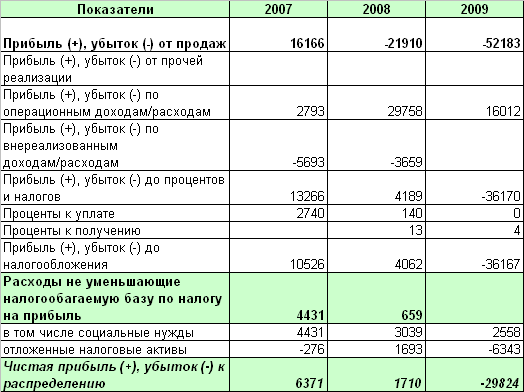 Показатели 2007 2008 2009
Прибыль (+), убыток (-) от продаж 16166 -21910 -52183
Прибыль (+), убыток (-) от прочей
реализации
Прибыль (+), убыток (-) по
операционным доходам/расходам 2793 29758 16012
Прибыль (+), убыток (-) по
внереализованным
доходам/расходам -5693 -3659
Прибыль (+), убыток (-) до процентов
и налогов 13266 4189 -36170
Проценты к уплате 2740 140 0
Проценты к получению 13 4
Прибыль (+), убыток (-) до
налогообложения 10526 4062 -36167
Расходы не уменьшающие
налогообагаемую базу по налогу
на прибыль 4431 659
в том числе социальные нужды 4431 3039 2558
отложенные налоговые активы -276 1693 -6343
Чистая прибыль (+), убыток (-) к
распределению 6371 1710 -29824